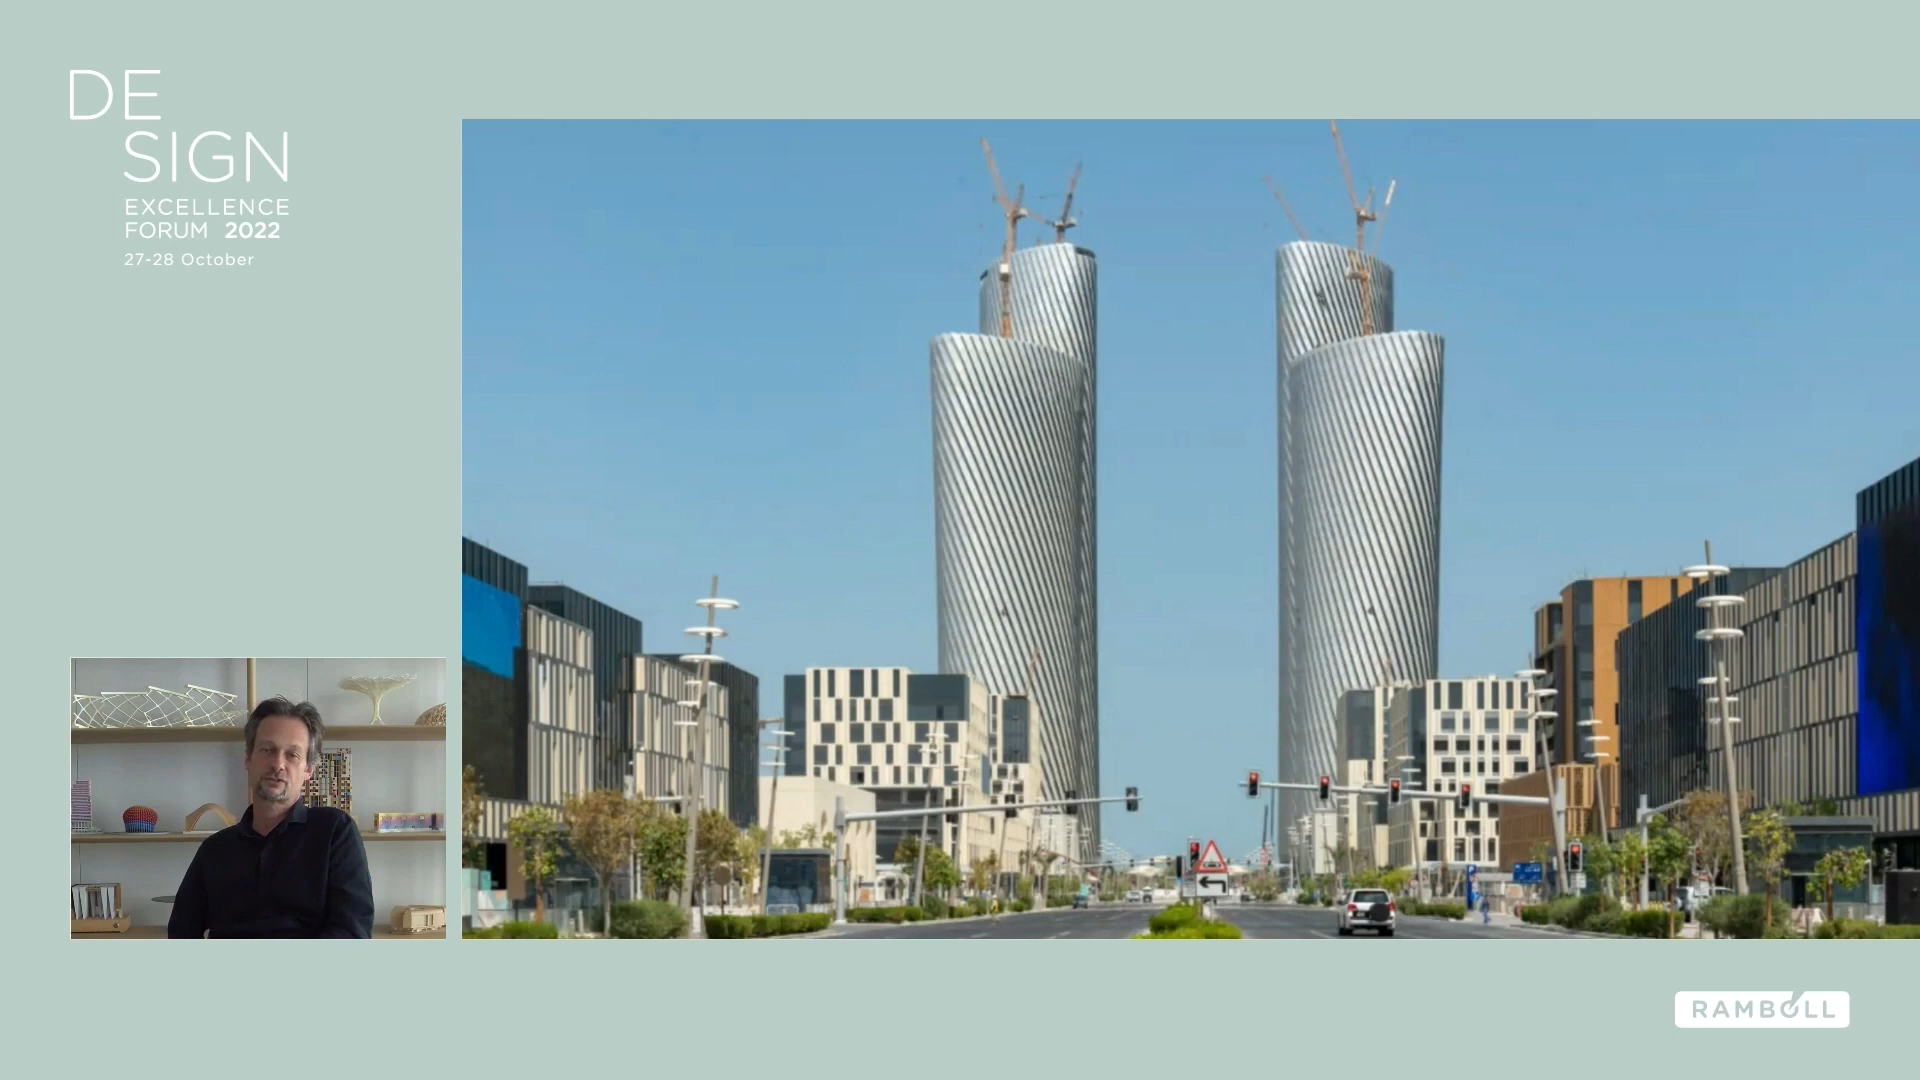 DE
SIGN
EXCELLENCE
FORUM 2022
27-28 October
RAMBOLL